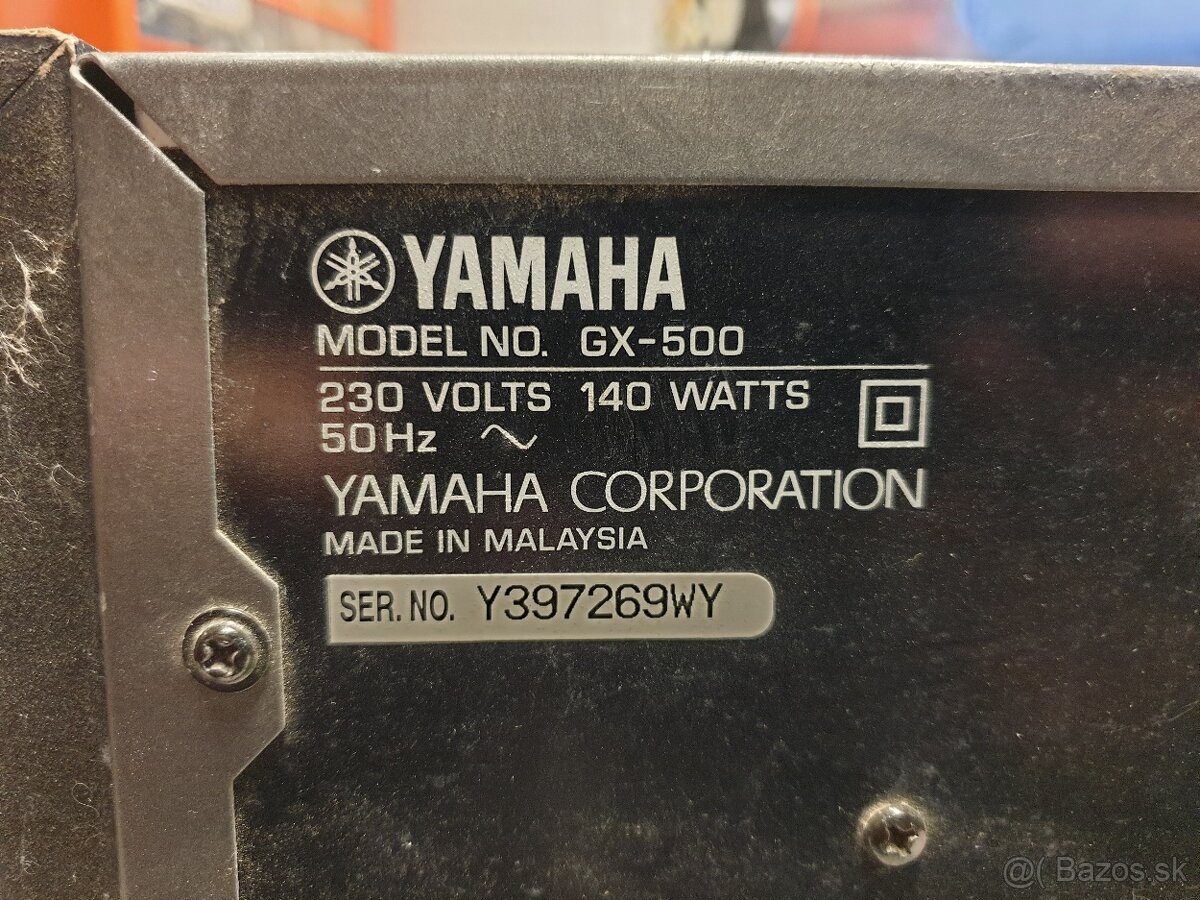 YAMAHA
MODEL NO. GX-500
230 VOLTS 140 WATTS
50Hz
YAMAHA CORPORATION
MADE IN MALAYSIA
SER. NO. Y397269WY
@( Bazos.sk